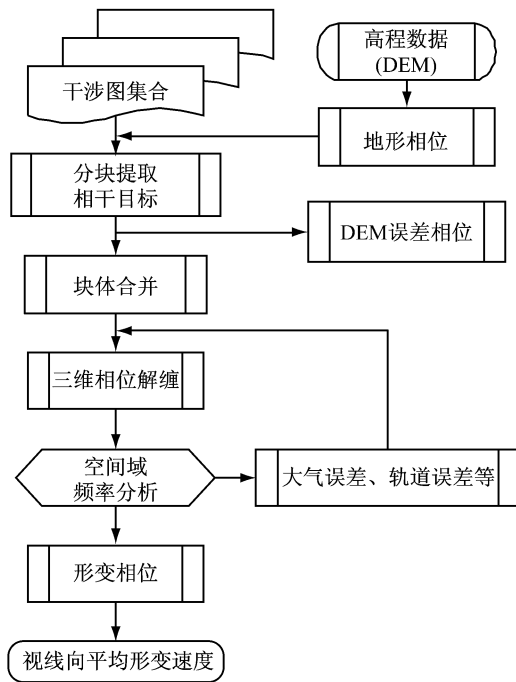 干涉图集合
高程数据
(DEM)
地形相位
分块提取
相干目标
DEM误差相位
块体合并
三维相位解缠
空间域
频率分析
大气误差、轨道误差等
形变相位
视线向平均形变速度